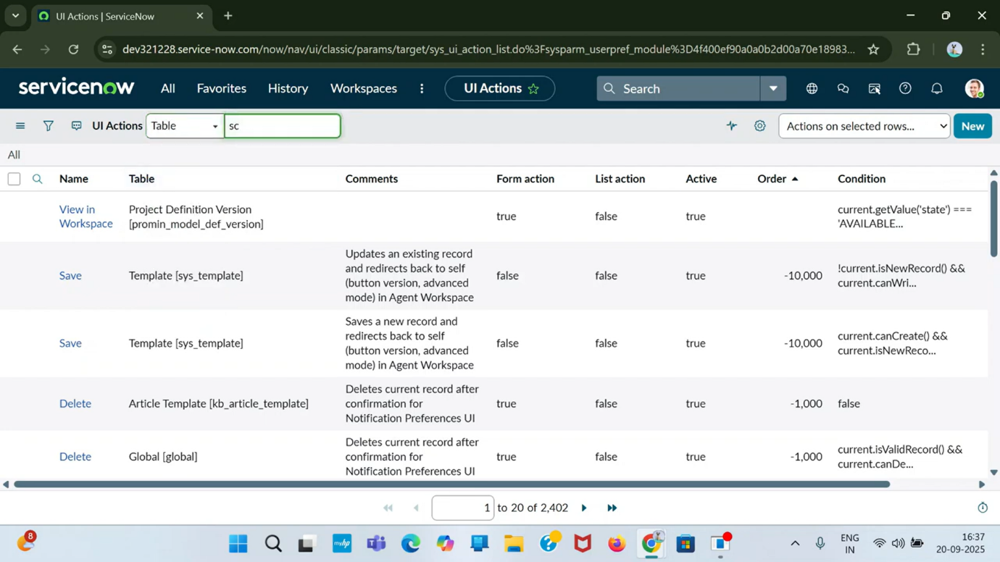 UI Actions | ServiceNow
dev321228.service-now.com/now/nav/ui/classic/params/target/sys_ui_action_list.do%3Fsysparm_userpref_module%3D4f400ef90a0a0b2d00a70e18983...
servicenow All Favorites History Workspaces UI Actions Search
UI Actions Table sc Actions on selected rows... New
All
Name Table Comments Form action List action Active Order Condition
View in Workspace
Project Definition Version [promin_model_def_version]
true false true
current.getValue('state') === 'AVAILABLE...
Save
Template [sys_template]
Updates an existing record
and redirects back to self
(button version, advanced
mode) in Agent Workspace
false false true -10,000
!current.isNewRecord() &&
current.canWri...
Save
Template [sys_template]
Saves a new record and
redirects back to self
(button version, advanced
mode) in Agent Workspace
false false true -10,000
current.canCreate() &&
current.isNewReco...
Delete
Article Template [kb_article_template]
Deletes current record after
confirmation for
Notification Preferences UI
true false true -1,000 false
Delete
Global [global]
Deletes current record after
confirmation for
Notification Preferences UI
true false true -1,000
current.isValidRecord() &&
current.canDe...
1 to 20 of 2,402
8
myhp
ENG
IN
16:37
20-09-2025